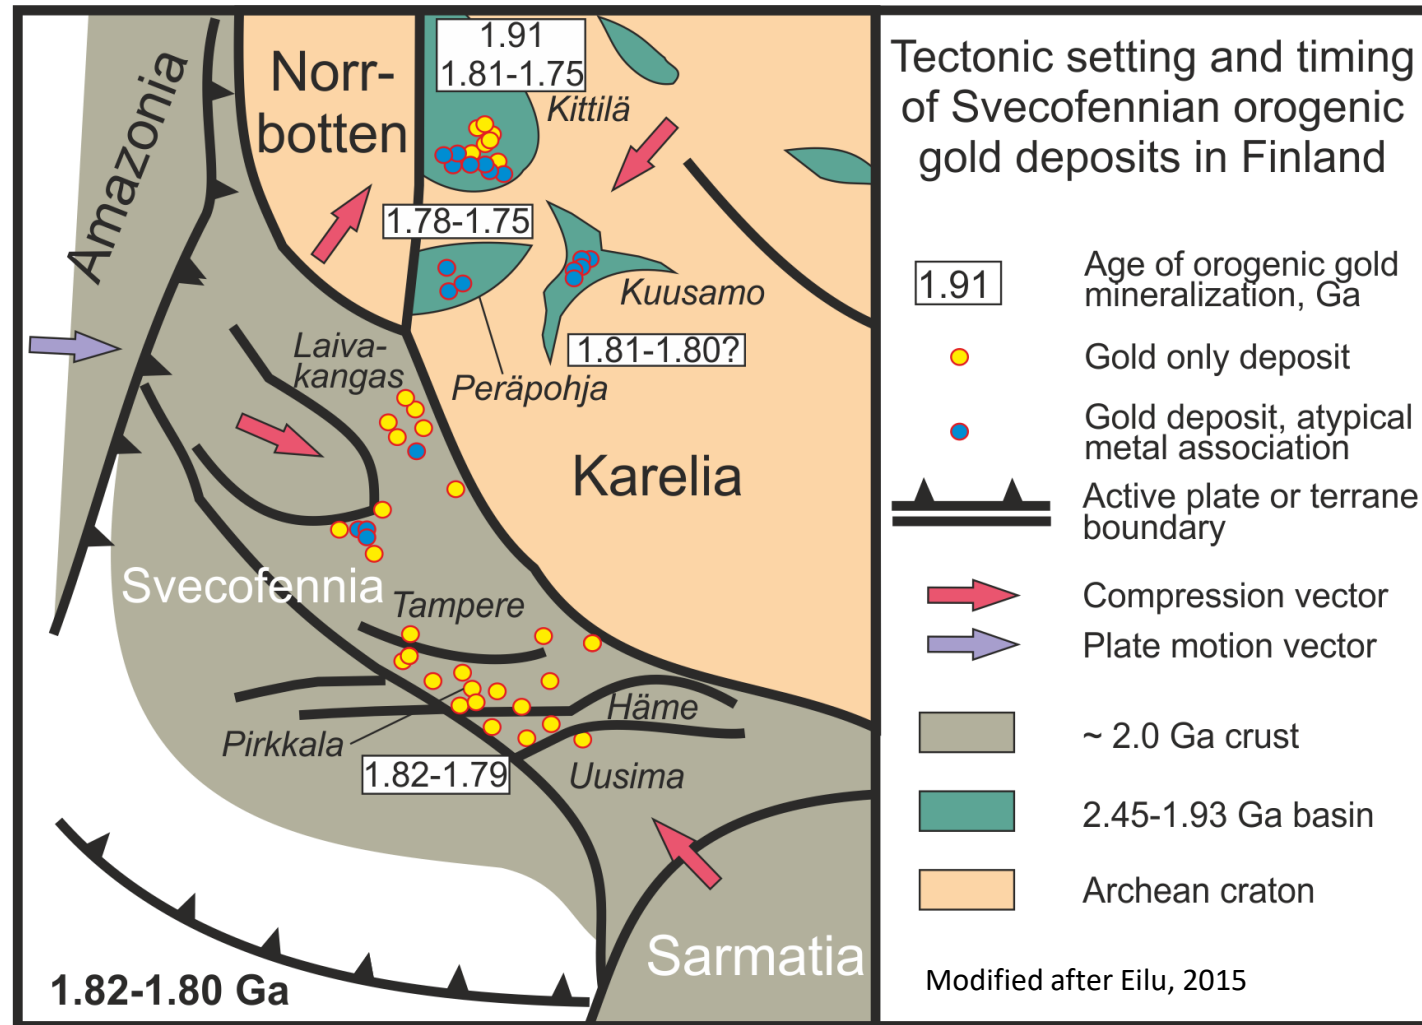 Amazonia
Norr-
botten
1.91
1.81-1.75
Kittilä
1.78-1.75
Kuusamo
1.81-1.80?
Laiva-
kangas
Peräpohja
Karelia
Svecofennia
Tampere
Häme
Pirkkala
1.82-1.79
Uusima
Sarmatia
1.82-1.80 Ga
Tectonic setting and timing
of Svecofennian orogenic
gold deposits in Finland
1.91
Age of orogenic gold
mineralization, Ga
Gold only deposit
Gold deposit, atypical
metal association
Active plate or terrane
boundary
Compression vector
Plate motion vector
~ 2.0 Ga crust
2.45-1.93 Ga basin
Archean craton
Modified after Eilu, 2015